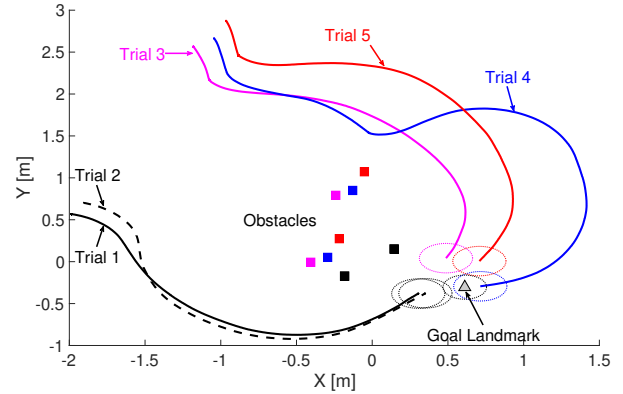 3
2.5
2
1.5
1
0.5
0
-0.5
-1
Y [m]
Trial 3
Trial 5
Trial 4
Trial 2
Trial 1
Obstacles
Goal Landmark
-2
-1.5
-1
-0.5
0
0.5
1
1.5
X [m]